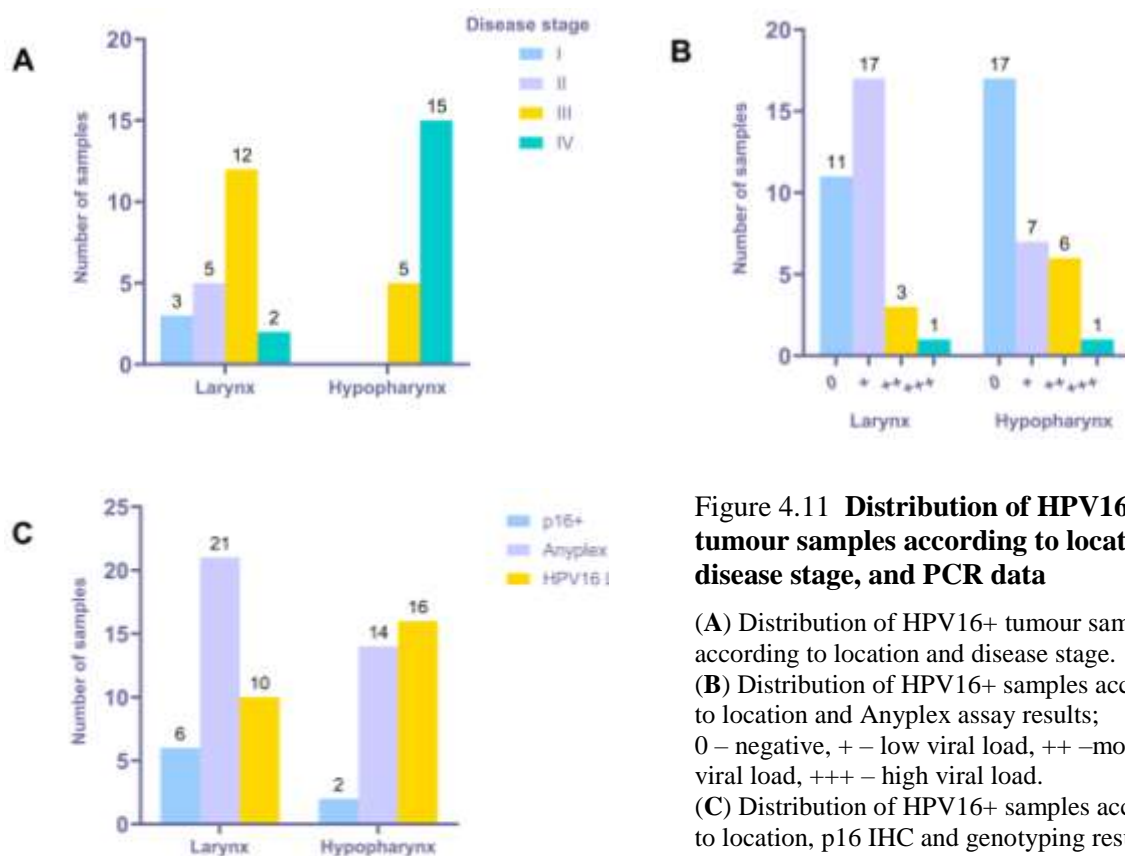 A
Disease stage
I
II
III
IV
Number of samples
20
15
10
5
0
3
5
12
2
5
15
Larynx
Hypopharynx
B
Number of samples
20
15
10
5
0
11
17
3
1
17
7
6
1
0 + ++ +++
0 + ++ +++
Larynx
Hypopharynx
C
p16+
Anyplex
HPV16
Number of samples
25
20
15
10
5
0
6
21
10
2
14
16
Larynx
Hypopharynx
Figure 4.11 Distribution of HPV16
tumour samples according to locat
disease stage, and PCR data
(A) Distribution of HPV16+ tumour sam
according to location and disease stage.
(B) Distribution of HPV16+ samples acc
to location and Anyplex assay results;
0 – negative, + – low viral load, ++ –mo
viral load, +++ – high viral load.
(C) Distribution of HPV16+ samples acc
to location, p16 IHC and genotyping resu